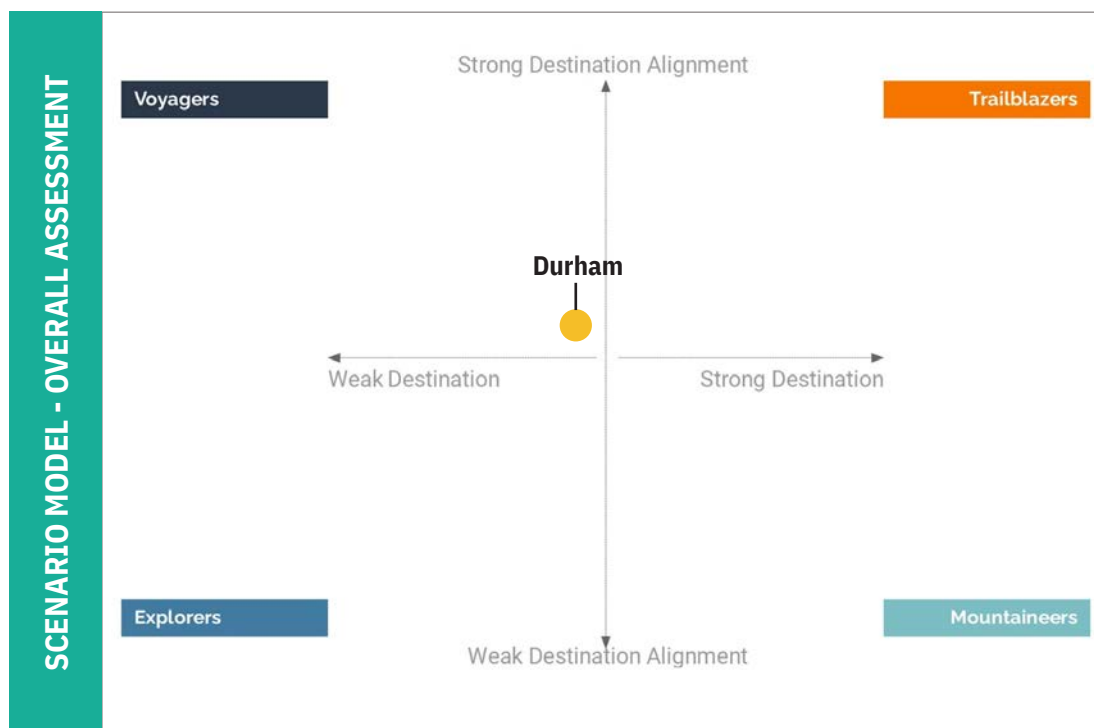 SCENARIO MODEL - OVERALL ASSESSMENT
Strong Destination Alignment
Voyagers
Trailblazers
Durham
Weak Destination
Strong Destination
Explorers
Mountaineers
Weak Destination Alignment